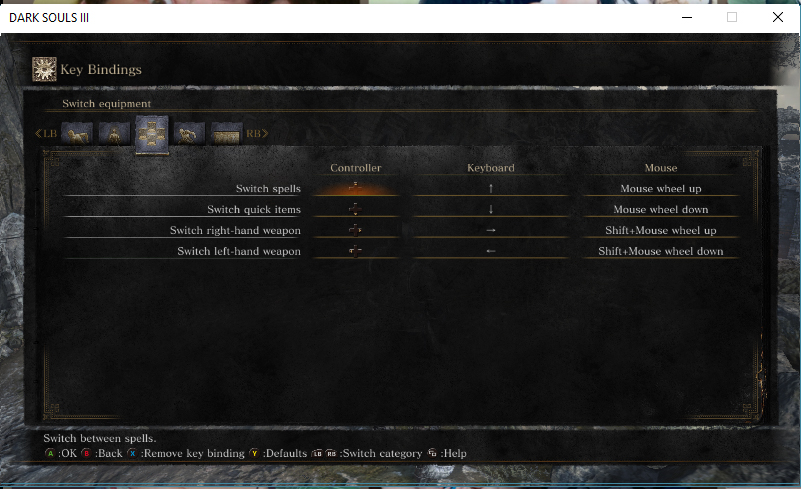 DARK SOULS III
Key Bindings
Switch equipment
LB RB
Controller Keyboard Mouse
Switch spells ↑ Mouse wheel up
Switch quick items ↓ Mouse wheel down
Switch right-hand weapon → Shift+Mouse wheel up
Switch left-hand weapon ← Shift+Mouse wheel down
Switch between spells.
A :OK B :Back X :Remove key binding Y :Defaults LB RB :Switch category :Help